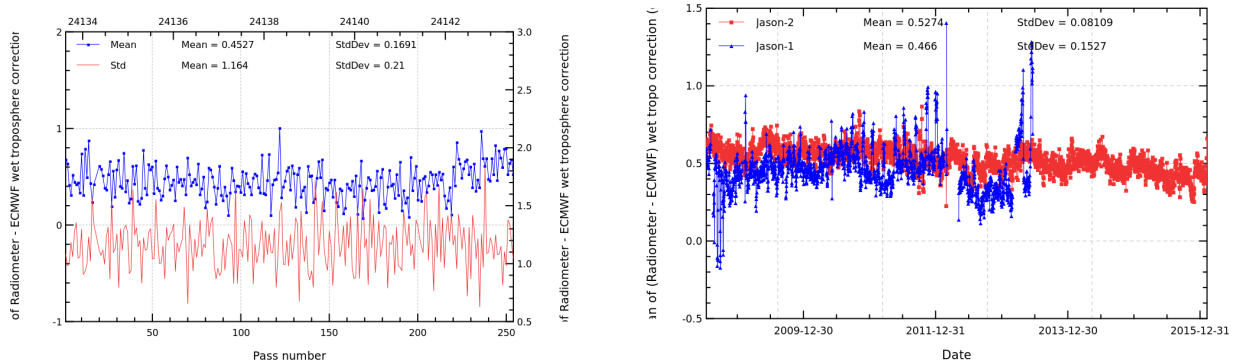 24134 24136 24138 24140 24142
2 1 0 -1
3.0 2.5 2.0 1.5 1.0 0.5
Mean Mean = 0.4527 StdDev = 0.1691
Std Mean = 1.164 StdDev = 0.21
of Radiometer - ECMWF wet troposphere correction
of Radiometer - ECMWF wet troposphere correction
50 100 150 200 250
Pass number
1.5 1.0 0.5 0.0 -0.5
an of (Radiometer - ECMWF) wet tropo correction (
Jason-2 Mean = 0.5274 StdDev = 0.08109
Jason-1 Mean = 0.466 StdDev = 0.1527
2009-12-30 2011-12-31 2013-12-30 2015-12-31
Date